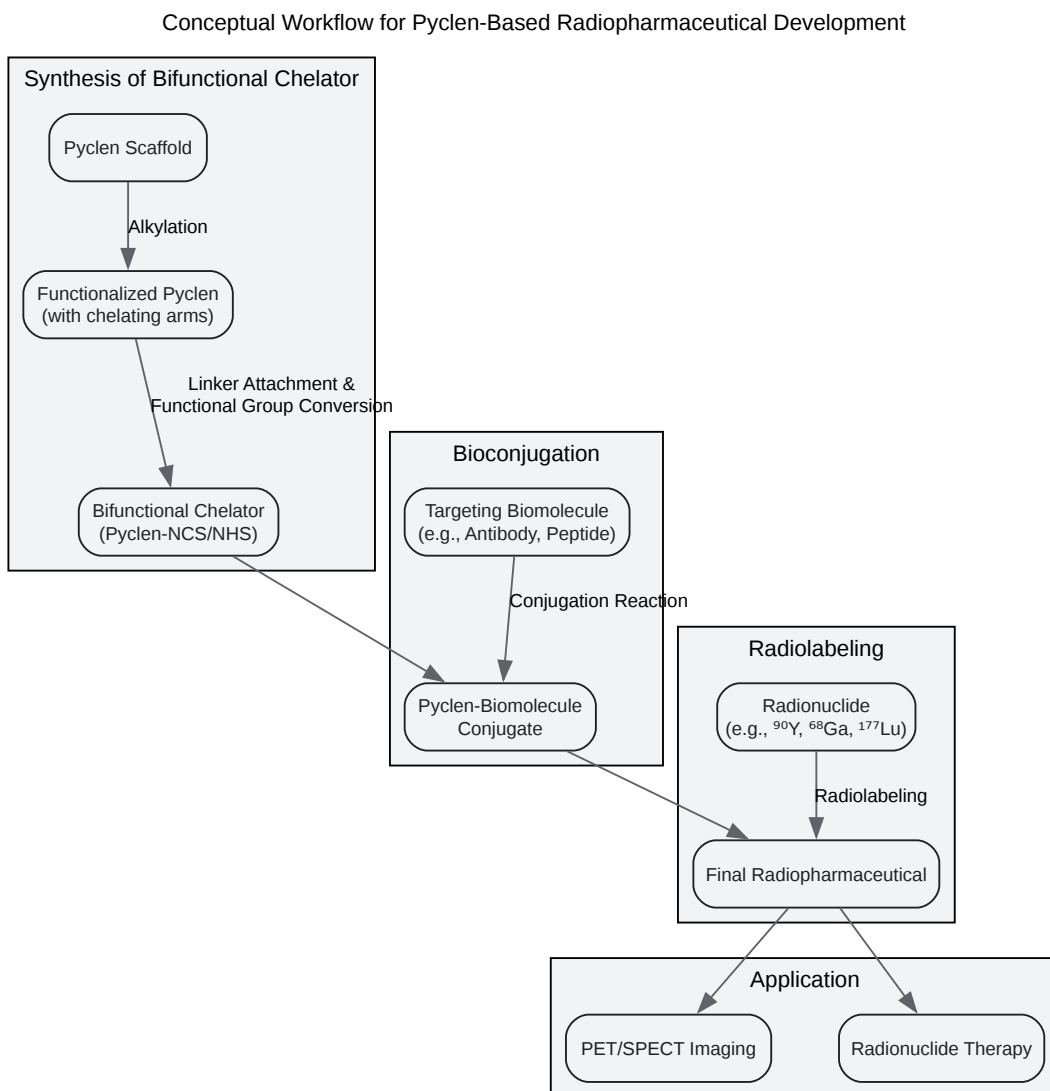 Conceptual Workflow for Pyclen-Based Radiopharmaceutical Development
Synthesis of Bifunctional Chelator
Pyclen Scaffold
Alkylation
Functionalized Pyclen
(with chelating arms)
Linker Attachment &
Functional Group Conversion
Bifunctional Chelator
(Pyclen-NCS/NHS)
Bioconjugation
Targeting Biomolecule
(e.g., Antibody, Peptide)
Conjugation Reaction
Pyclen-Biomolecule
Conjugate
Radiolabeling
Radionuclide
(e.g., ⁹⁰Y, ⁶⁸Ga, ¹⁷⁷Lu)
Radiolabeling
Final Radiopharmaceutical
Application
PET/SPECT Imaging
Radionuclide Therapy